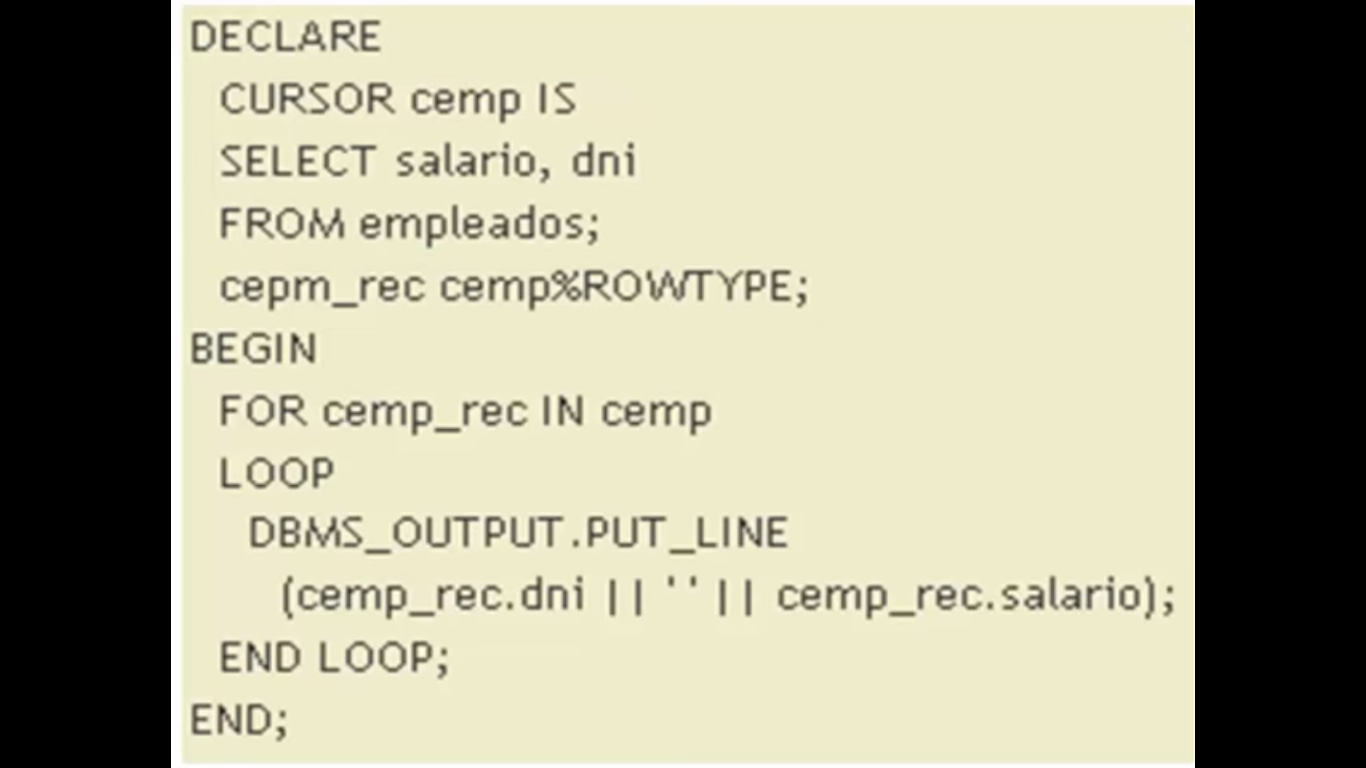 DECLARE
CURSOR cemp IS
SELECT salario, dni
FROM empleados;
cepm_rec cemp%ROWTYPE;
BEGIN
FOR cemp_rec IN cemp
LOOP
DBMS_OUTPUT.PUT_LINE
(cemp_rec.dni || ' ' || cemp_rec.salario);
END LOOP;
END;